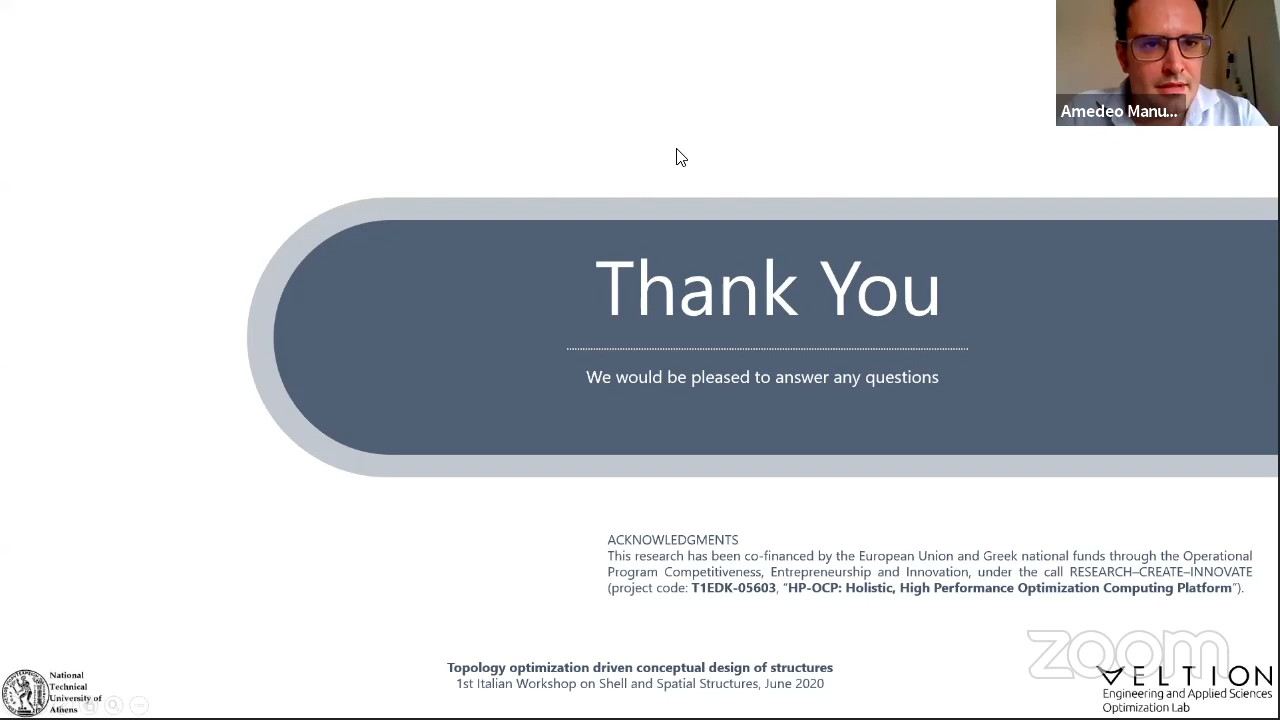 Amedeo Manu...
Thank You
We would be pleased to answer any questions
ACKNOWLEDGMENTS
This research has been co-financed by the European Union and Greek national funds through the Operational
Program Competitiveness, Entrepreneurship and Innovation, under the call RESEARCH–CREATE–INNOVATE
(project code: T1EDK-05603, “HP-OCP: Holistic, High Performance Optimization Computing Platform”).
zoom
Topology optimization driven conceptual design of structures
1st Italian Workshop on Shell and Spatial Structures, June 2020
National
Technical
University of
Athens
VELTION
Engineering and Applied Sciences
Optimization Lab